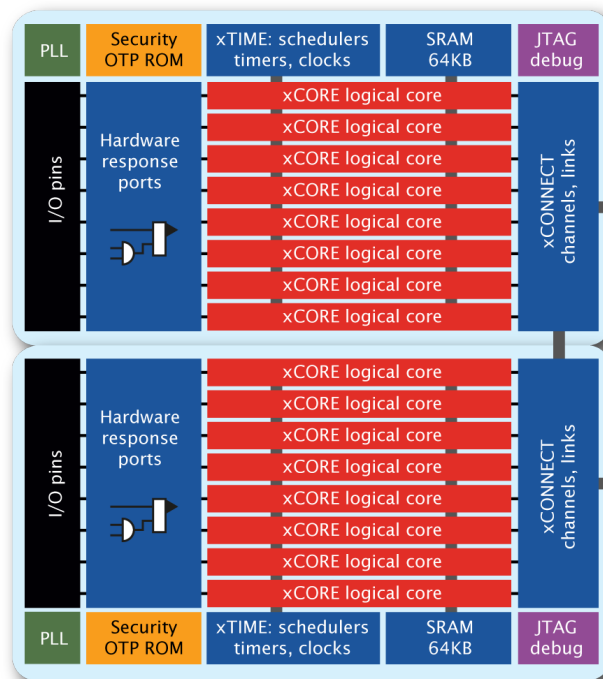 PLL
Security
OTP ROM
xTIME: schedulers
timers, clocks
SRAM
64KB
JTAG
debug
I/O pins
Hardware
response
ports
xCORE logical core
xCORE logical core
xCORE logical core
xCORE logical core
xCORE logical core
xCORE logical core
xCORE logical core
xCORE logical core
xCONNECT
channels, links
I/O pins
Hardware
response
ports
xCORE logical core
xCORE logical core
xCORE logical core
xCORE logical core
xCORE logical core
xCORE logical core
xCORE logical core
xCORE logical core
xCONNECT
channels, links
PLL
Security
OTP ROM
xTIME: schedulers
timers, clocks
SRAM
64KB
JTAG
debug